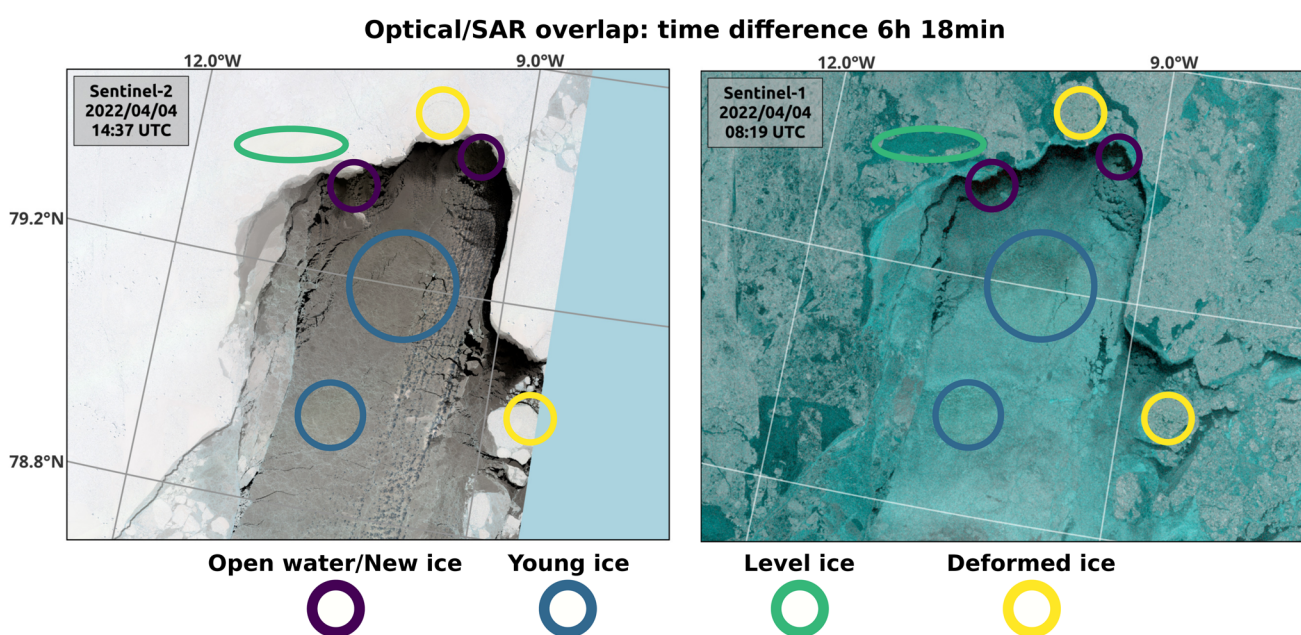 Optical/SAR overlap: time difference 6h 18min
12.0°W
9.0°W
12.0°W
9.0°W
Sentinel-2
2022/04/04
14:37 UTC
Sentinel-1
2022/04/04
08:19 UTC
79.2°N
78.8°N
Open water/New ice
Young ice
Level ice
Deformed ice